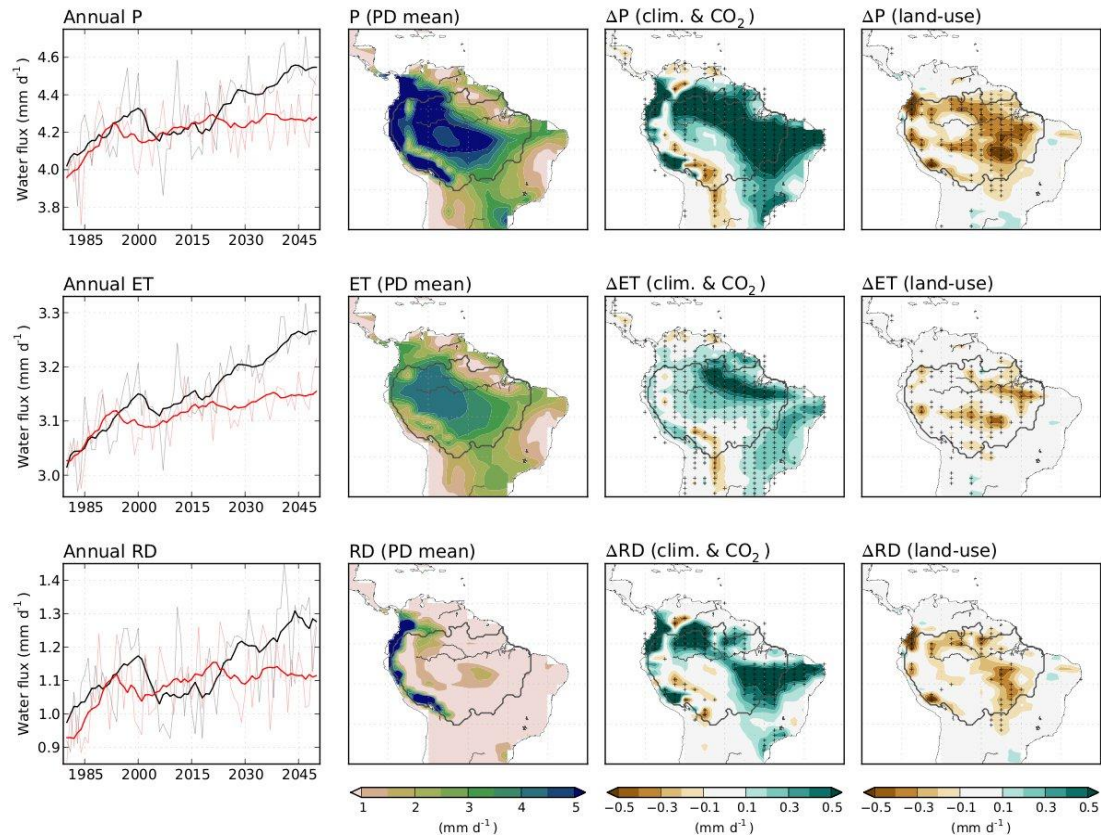 Annual P
P (PD mean)
ΔP (clim. & CO₂)
ΔP (land-use)
Water flux (mm d⁻¹)
4.6
4.4
4.2
4.0
3.8
1985 2000 2015 2030 2045
Annual ET
ET (PD mean)
ΔET (clim. & CO₂)
ΔET (land-use)
Water flux (mm d⁻¹)
3.3
3.2
3.1
3.0
1985 2000 2015 2030 2045
Annual RD
RD (PD mean)
ΔRD (clim. & CO₂)
ΔRD (land-use)
Water flux (mm d⁻¹)
1.4
1.3
1.2
1.1
1.0
0.9
1985 2000 2015 2030 2045
1 2 3 4 5
(mm d⁻¹)
−0.5 −0.1 0.1 0.3 0.5
(mm d⁻¹)
−0.5 −0.1 0.1 0.3 0.5
(mm d⁻¹)